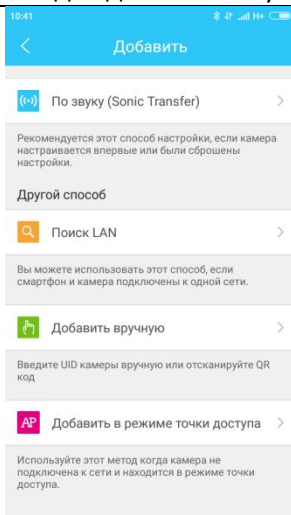 10:41
H+
Добавить
По звуку (Sonic Transfer)
Рекомендуется этот способ настройки, если камера
настраивается впервые или были сброшены
настройки.
Другой способ
Поиск LAN
Вы можете использовать этот способ, если
смартфон и камера подключены к одной сети.
Добавить вручную
Введите UID камеры вручную или отсканируйте QR
код
AP Добавить в режиме точки доступа
Используйте этот метод когда камера не
подключена к сети и находится в режиме точки
доступа.